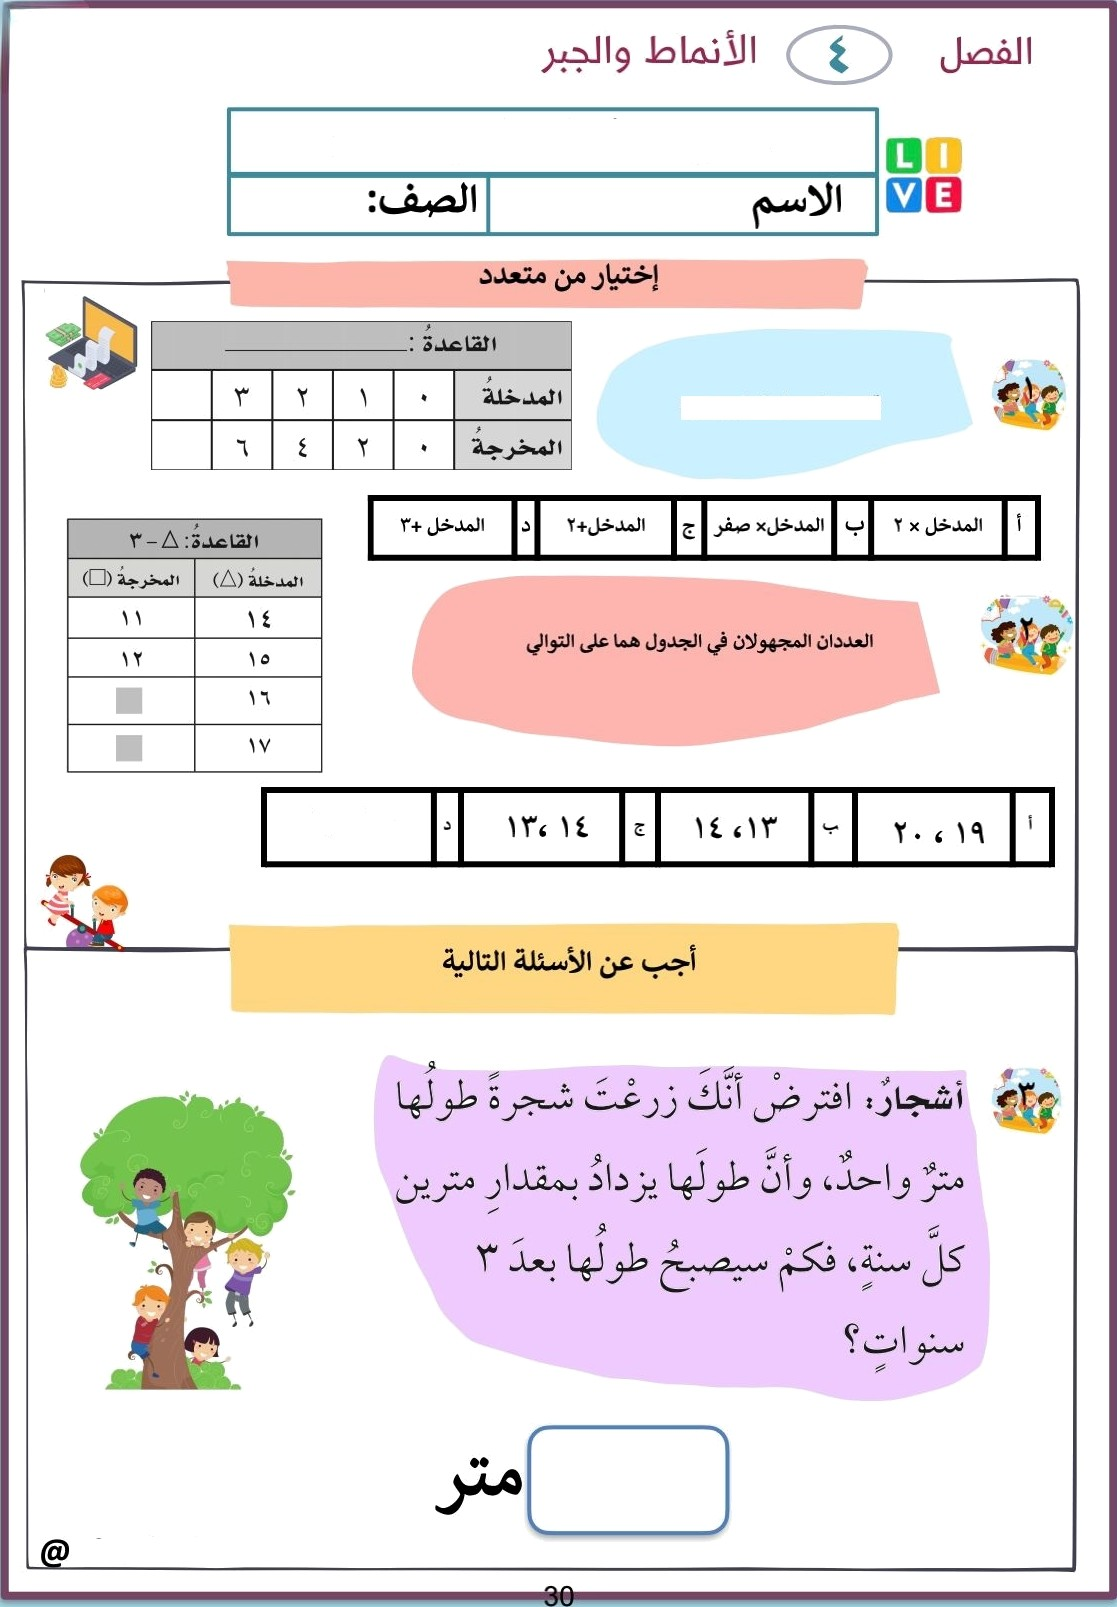 الفصل ٤ الأنماط والجبر
LIVE
الاسم
الصف:
إختيار من متعدد
١
القاعدةُ : ____________
المدخلةُ ٠ ١ ٢ ٣
المخرجةُ ٠ ٢ ٤ ٦
أ المدخل × ٢ ب المدخل× صفر ج المدخل+٢ د المدخل +٣
٢
العددان المجهولان في الجدول هما على التوالي
القاعدةُ: △ – ٣
المدخلةُ (△) المخرجةُ (□)
١٤ ١١
١٥ ١٢
١٦
١٧
أ ١٩ ، ٢٠ ب ١٣، ١٤ ج ١٤ ،١٣ د
أجب عن الأسئلة التالية
٣
أشجارٌ: افترضْ أنَّكَ زرعْتَ شجرةً طولُها
مترٌ واحدٌ، وأنَّ طولَها يزدادُ بمقدارِ مترين
كلَّ سنةٍ، فكمْ سيصبحُ طولُها بعدَ ٣
سنواتٍ؟
متر
@
30